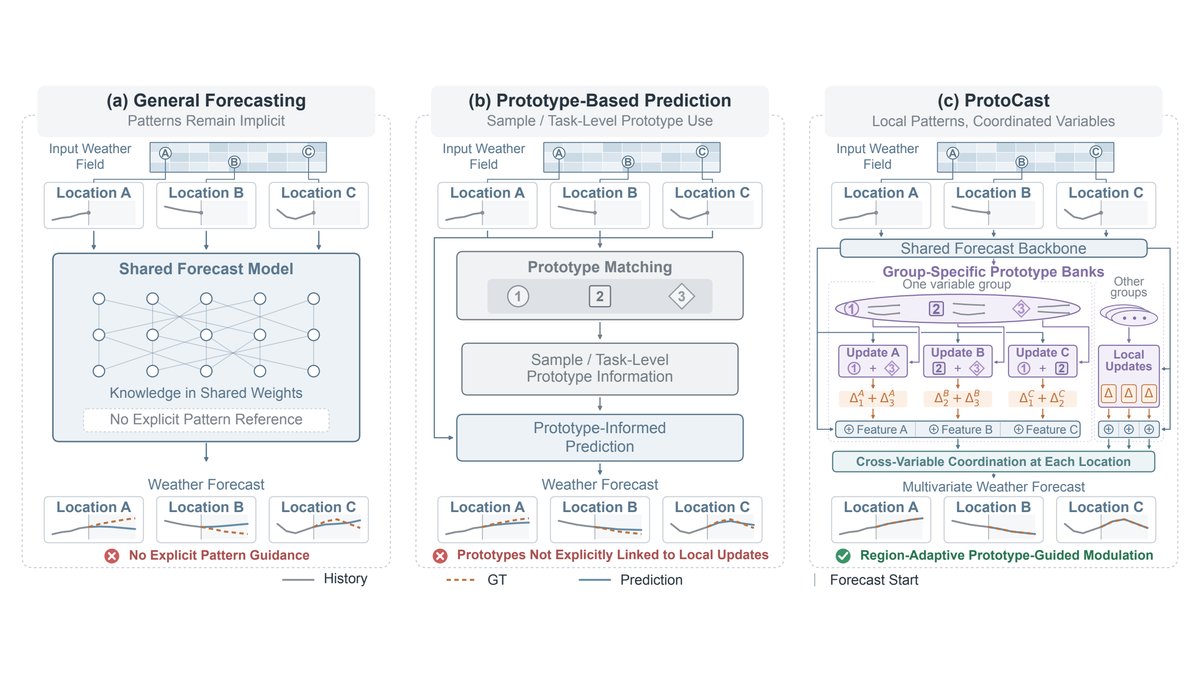 (a) General Forecasting
Patterns Remain Implicit
Input Weather
Field
A
B
C
Location A
Location B
Location C
Shared Forecast Model
Knowledge in Shared Weights
No Explicit Pattern Reference
Weather Forecast
Location A
Location B
Location C
No Explicit Pattern Guidance
(b) Prototype-Based Prediction
Sample / Task-Level Prototype Use
Input Weather
Field
A
B
C
Location A
Location B
Location C
Prototype Matching
1
2
3
Sample / Task-Level
Prototype Information
Prototype-Informed
Prediction
Weather Forecast
Location A
Location B
Location C
Prototypes Not Explicitly Linked to Local Updates
(c) ProtoCast
Local Patterns, Coordinated Variables
Input Weather
Field
A
B
C
Location A
Location B
Location C
Shared Forecast Backbone
Group-Specific Prototype Banks
One variable group
1
2
3
Other
groups
Update A
1 + 3
Update B
2 + 3
Update C
1 + 2
Local
Updates
Δ₁ᴬ + Δ₃ᴬ
Δ₂ᴮ + Δ₃ᴮ
Δ₁ꟲ + Δ₂ꟲ
Δ Δ Δ
⊕ Feature A
⊕ Feature B
⊕ Feature C
⊕ ⊕ ⊕
Cross-Variable Coordination at Each Location
Multivariate Weather Forecast
Location A
Location B
Location C
Region-Adaptive Prototype-Guided Modulation
History
GT
Prediction
Forecast Start